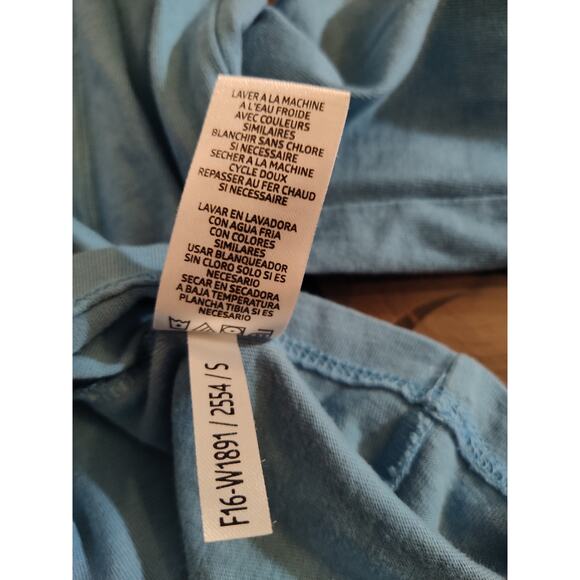 LAVER A LA MACHINE
A L'EAU FROIDE
AVEC COULEURS
SIMILAIRES
BLANCHIR SANS CHLORE
SI NECESSAIRE
SECHER A LA MACHINE
CYCLE DOUX
REPASSER AU FER CHAUD
SI NECESSAIRE
LAVAR EN LAVADORA
CON AGUA FRIA
CON COLORES
SIMILARES
USAR BLANQUEADOR
SIN CLORO SOLO SI ES
NECESARIO
SECAR EN SECADORA
A BAJA TEMPERATURA
PLANCHA TIBIA SI ES
NECESARIO
F16-W1891 / 2554 / S